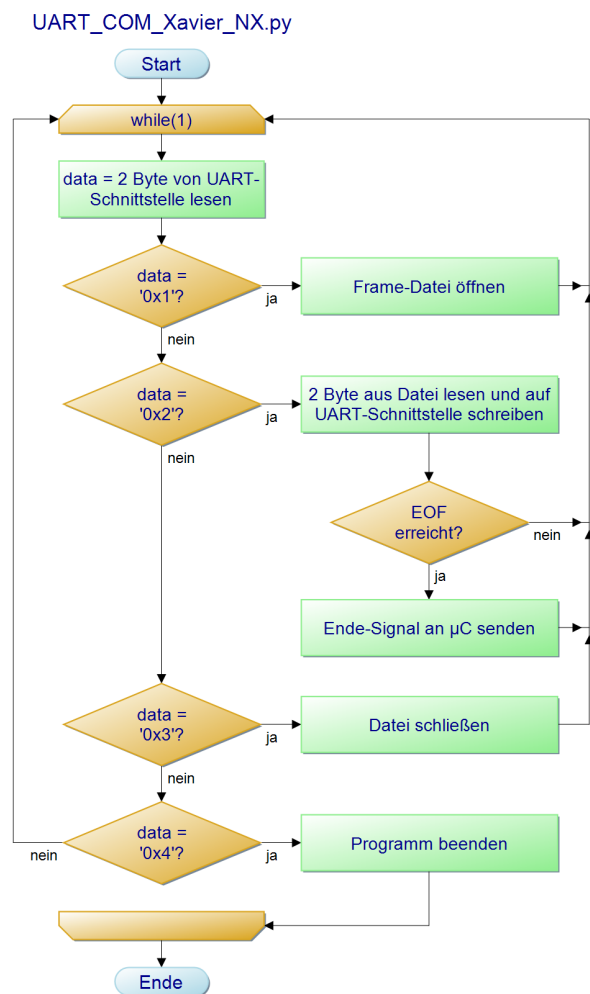 UART_COM_Xavier_NX.py
Start
while(1)
data = 2 Byte von UART-
Schnittstelle lesen
data =
'0x1'?
ja
Frame-Datei öffnen
nein
data =
'0x2'?
ja
2 Byte aus Datei lesen und auf
UART-Schnittstelle schreiben
nein
EOF
erreicht?
nein
ja
Ende-Signal an µC senden
data =
'0x3'?
ja
Datei schließen
nein
data =
'0x4'?
nein
ja
Programm beenden
Ende